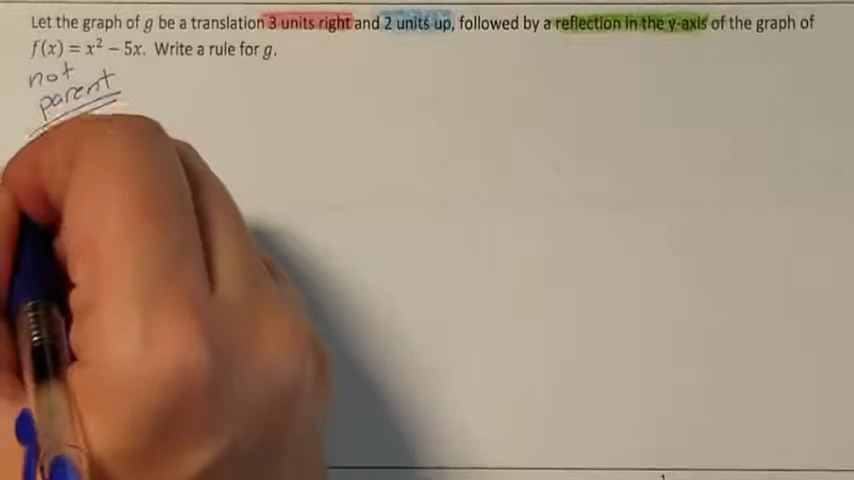 Let the graph of g be a translation 3 units right and 2 units up, followed by a reflection in the y-axis of the graph of
f(x) = x² − 5x. Write a rule for g.
not
parent